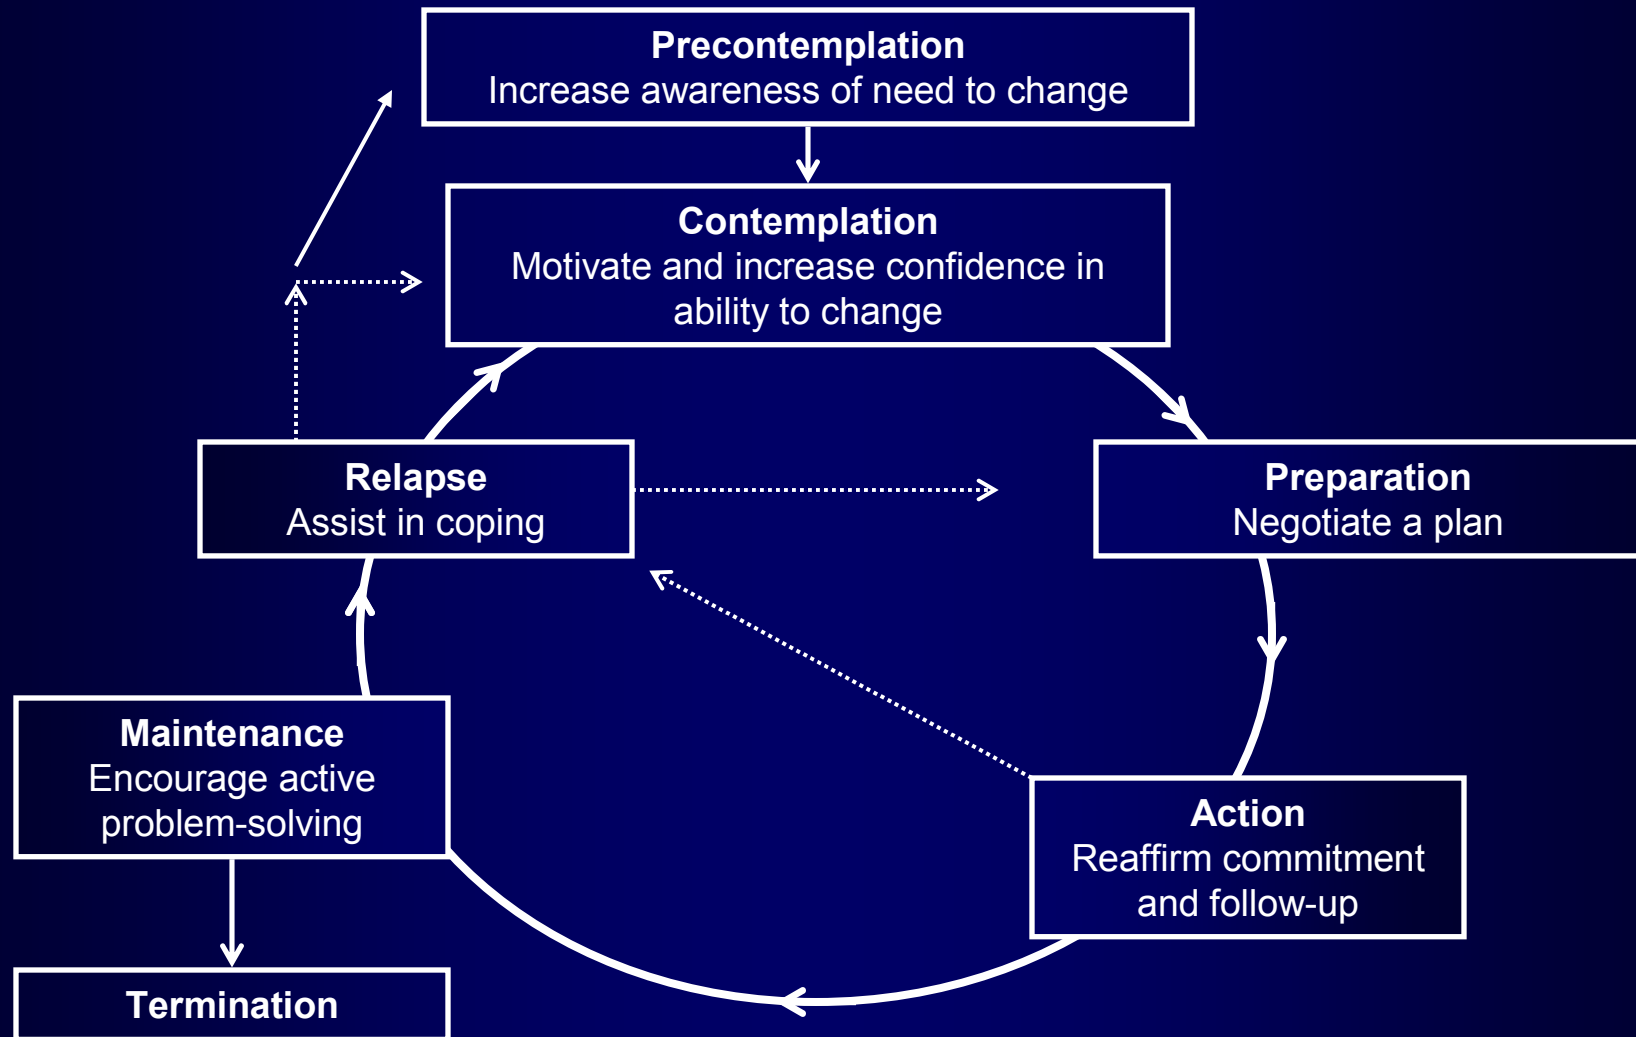 Precontemplation
Increase awareness of need to change
Contemplation
Motivate and increase confidence in
ability to change
Relapse
Assist in coping
Preparation
Negotiate a plan
Maintenance
Encourage active
problem-solving
Action
Reaffirm commitment
and follow-up
Termination